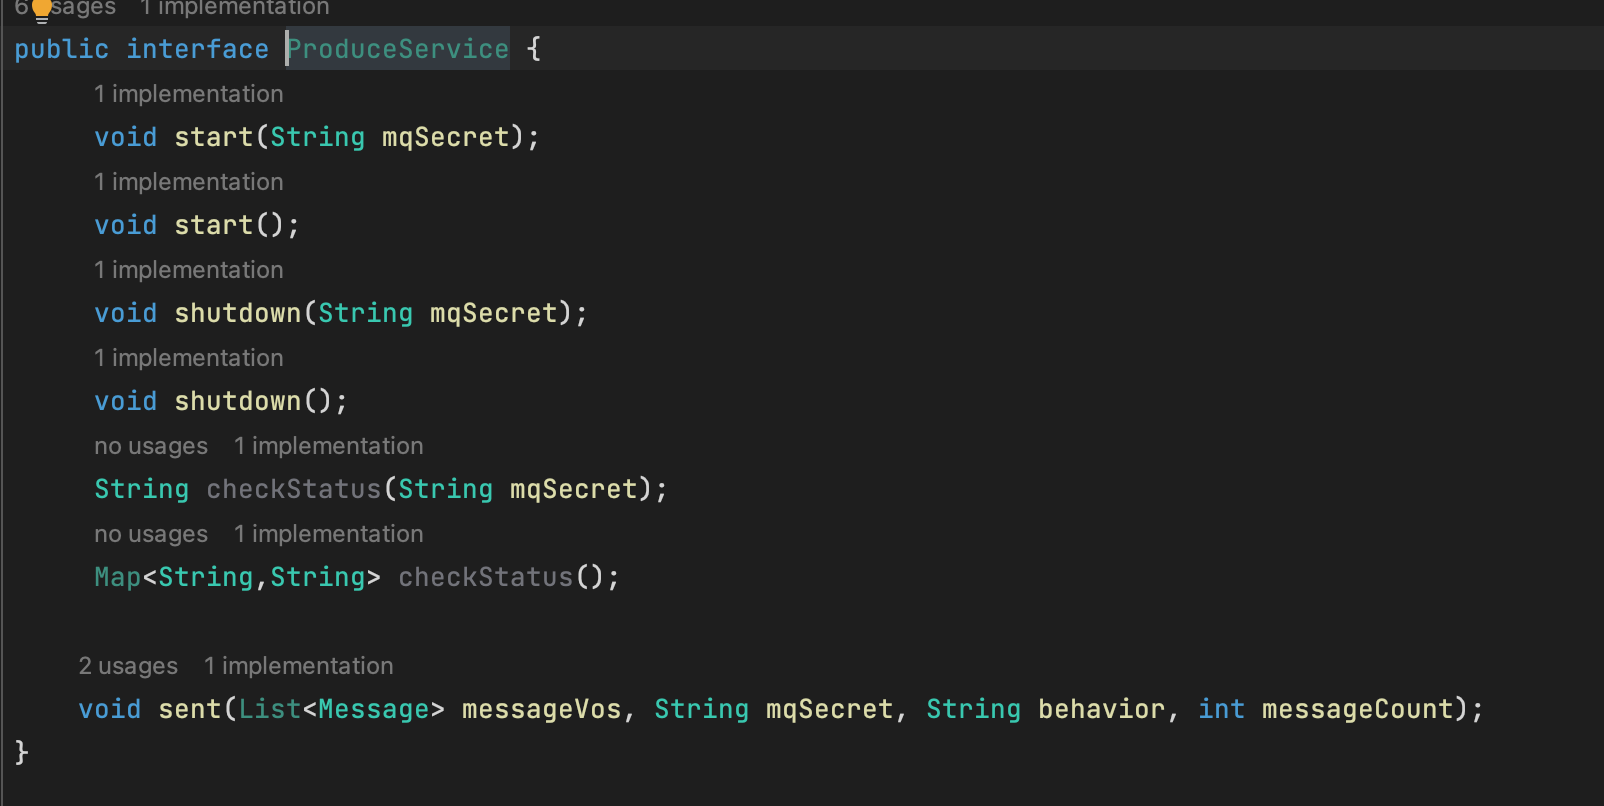 6 usages 1 implementation
public interface ProduceService {
1 implementation
void start(String mqSecret);
1 implementation
void start();
1 implementation
void shutdown(String mqSecret);
1 implementation
void shutdown();
no usages 1 implementation
String checkStatus(String mqSecret);
no usages 1 implementation
Map<String,String> checkStatus();
2 usages 1 implementation
void sent(List<Message> messageVos, String mqSecret, String behavior, int messageCount);
}